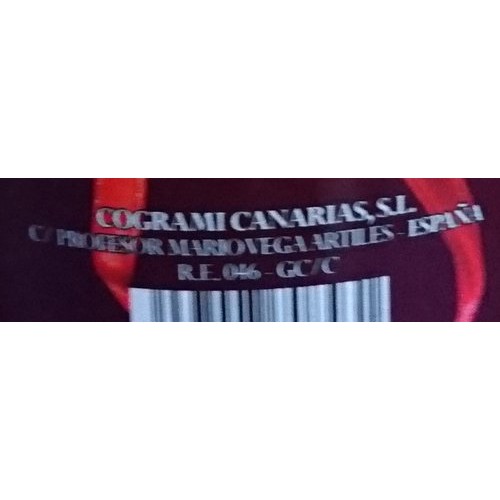 COGRAMI CANARIAS, S.L.
C/ PROFESOR MARIO VEGA ARTILES - ESPAÑA
R.E. 046 - GC/C